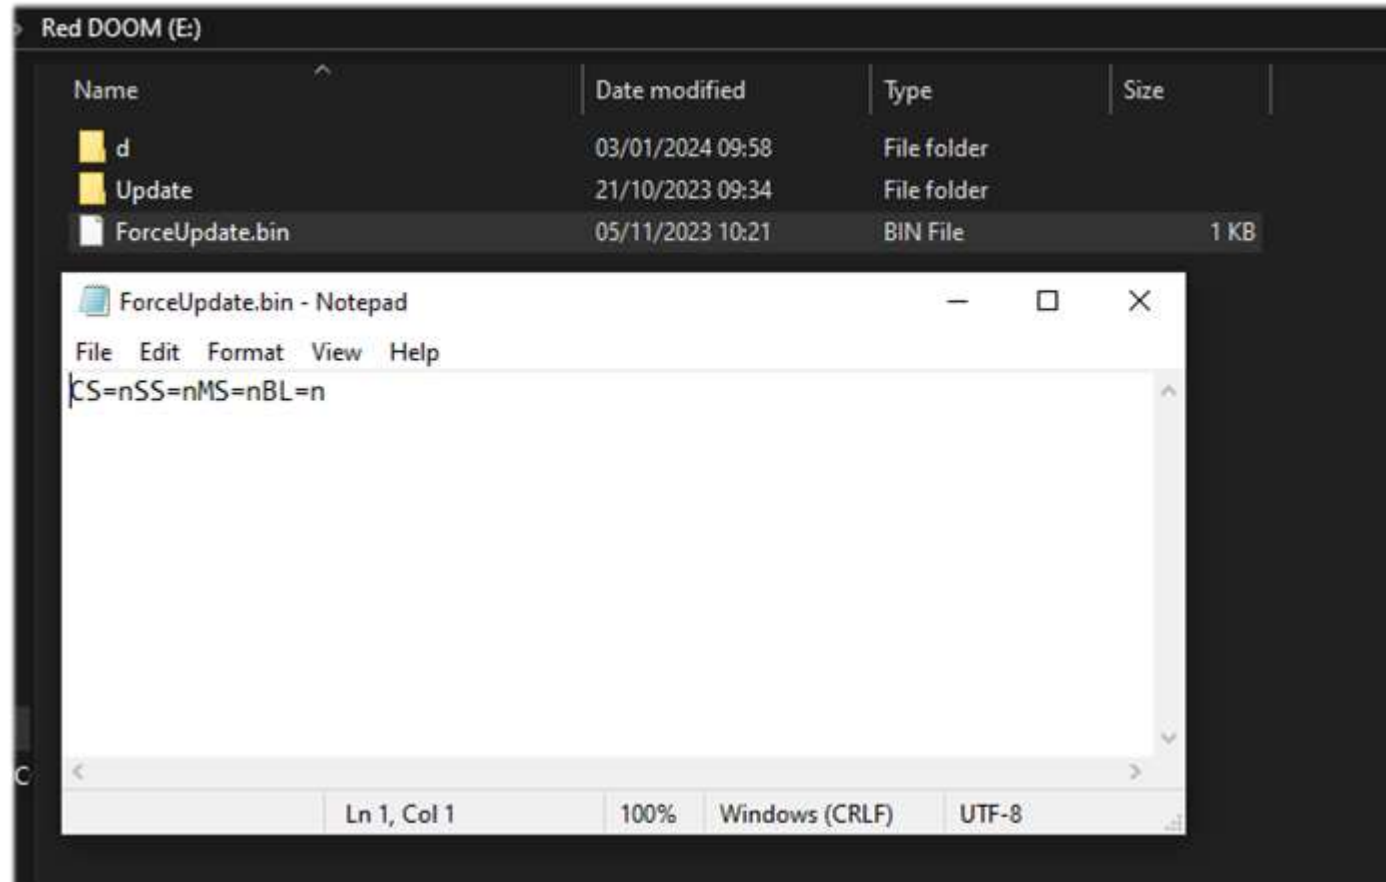 Red DOOM (E:)
Name Date modified Type Size
d 03/01/2024 09:58 File folder
Update 21/10/2023 09:34 File folder
ForceUpdate.bin 05/11/2023 10:21 BIN File 1 KB
ForceUpdate.bin - Notepad
File Edit Format View Help
CS=nSS=nMS=nBL=n
C
Ln 1, Col 1 100% Windows (CRLF) UTF-8